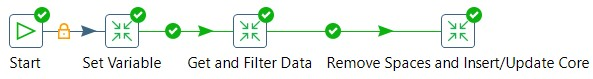 Start Set Variable Get and Filter Data Remove Spaces and Insert/Update Core